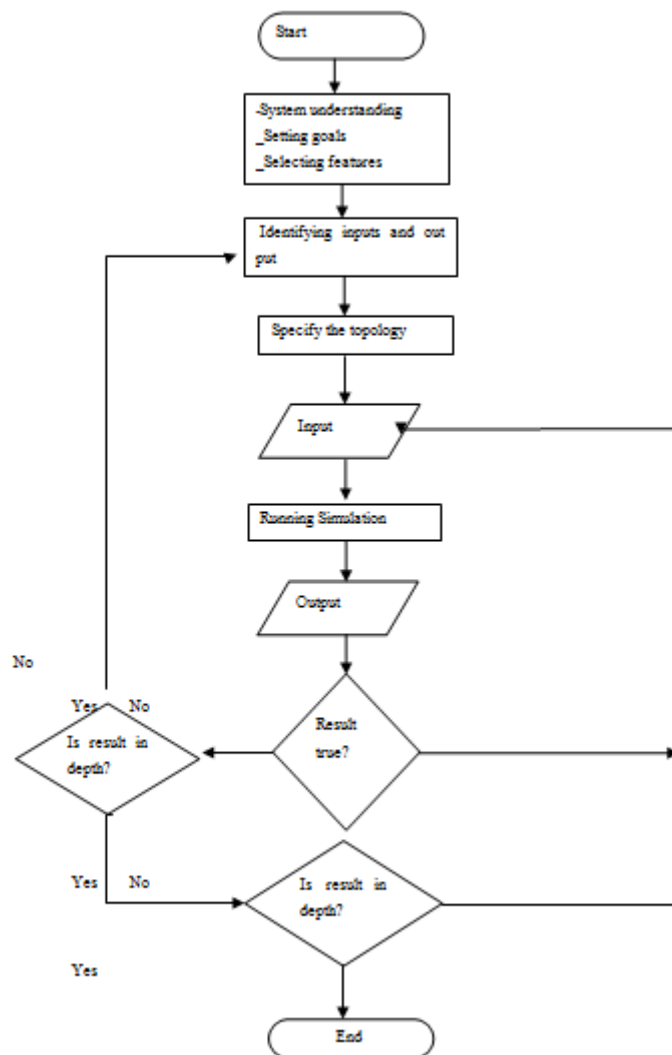 Start
-System understanding
_Setting goals
_Selecting features
Identifying inputs and out
put
Specify the topology
Input
Running Simulation
Output
No
Result
true?
Yes No
Is result in
depth?
Is result in
depth?
Yes No
Yes
End